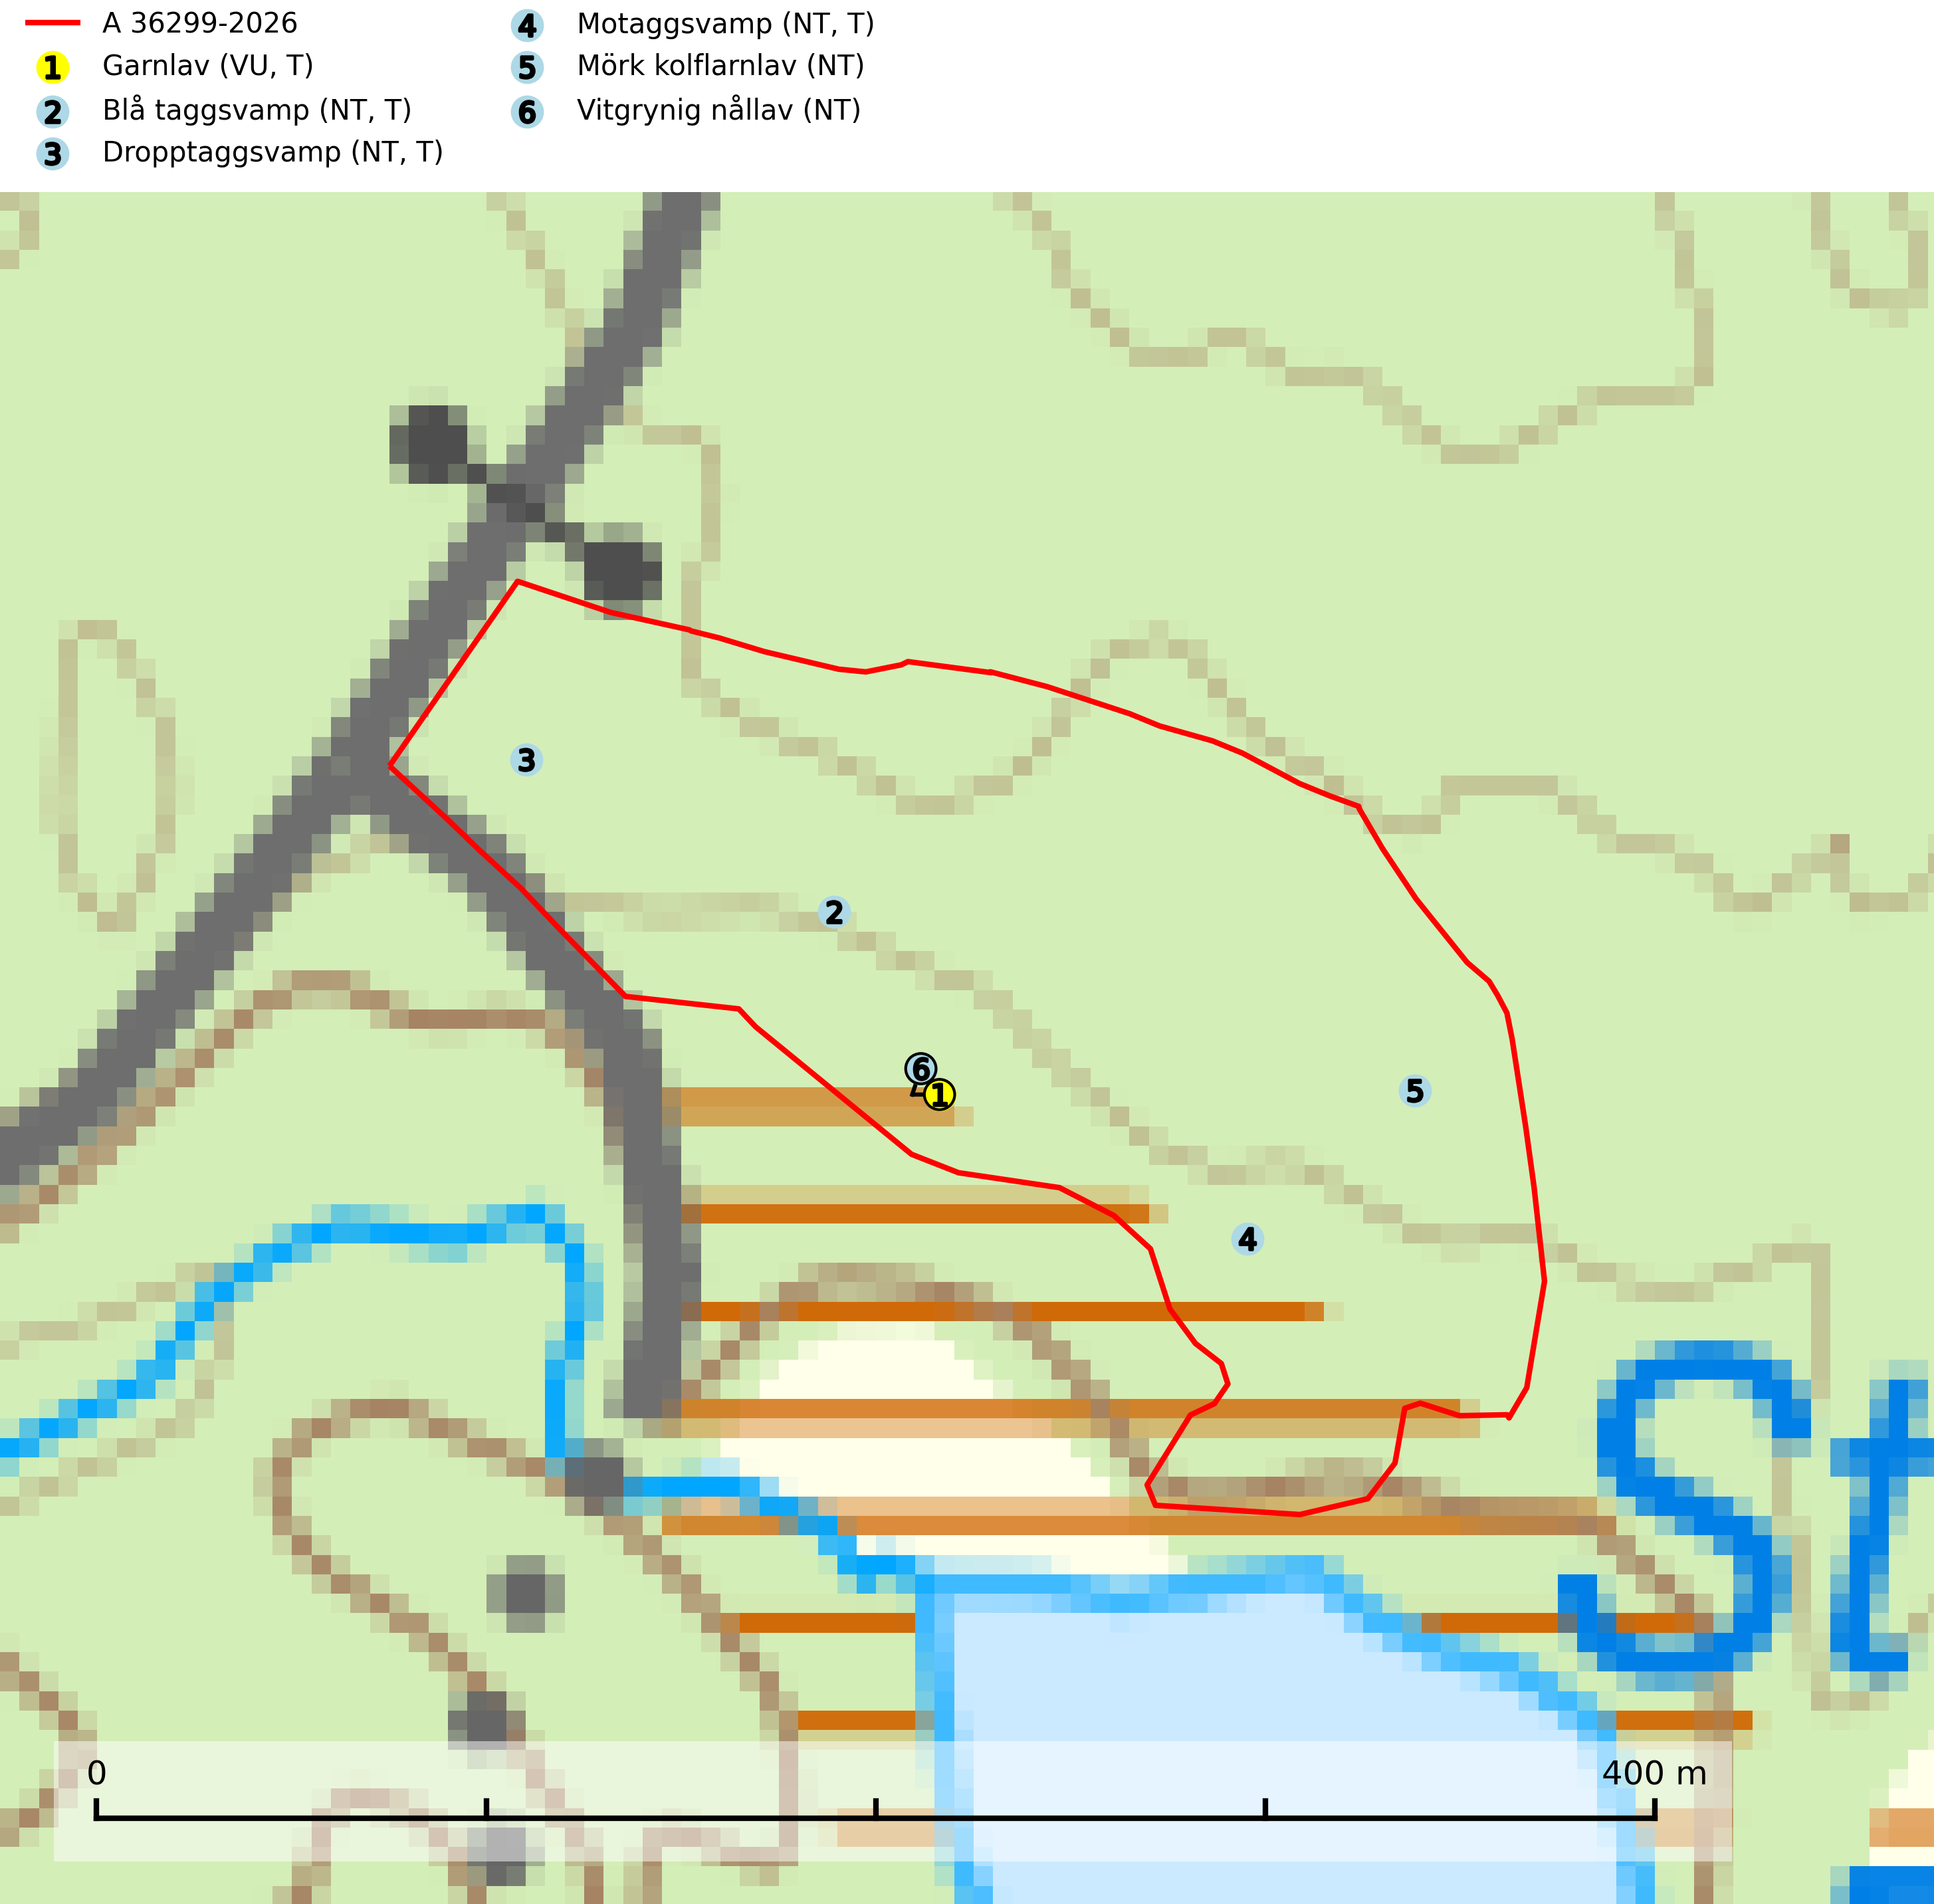 A 36299-2026
1 Garnlav (VU, T)
2 Blå taggsvamp (NT, T)
3 Dropptaggsvamp (NT, T)
4 Motaggsvamp (NT, T)
5 Mörk kolflarnlav (NT)
6 Vitgrynig nållav (NT)
3
2
6
1
5
4
St
0 400 m